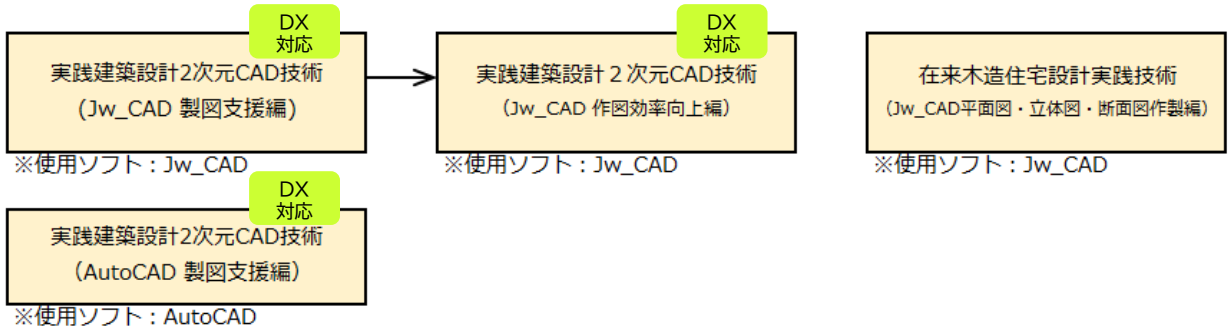 DX
対応
実践建築設計2次元CAD技術
(Jw_CAD 製図支援編)
※使用ソフト：Jw_CAD
DX
対応
実践建築設計２次元CAD技術
（Jw_CAD 作図効率向上編）
※使用ソフト：Jw_CAD
在来木造住宅設計実践技術
（Jw_CAD平面図・立体図・断面図作製編）
※使用ソフト：Jw_CAD
DX
対応
実践建築設計2次元CAD技術
（AutoCAD 製図支援編）
※使用ソフト：AutoCAD